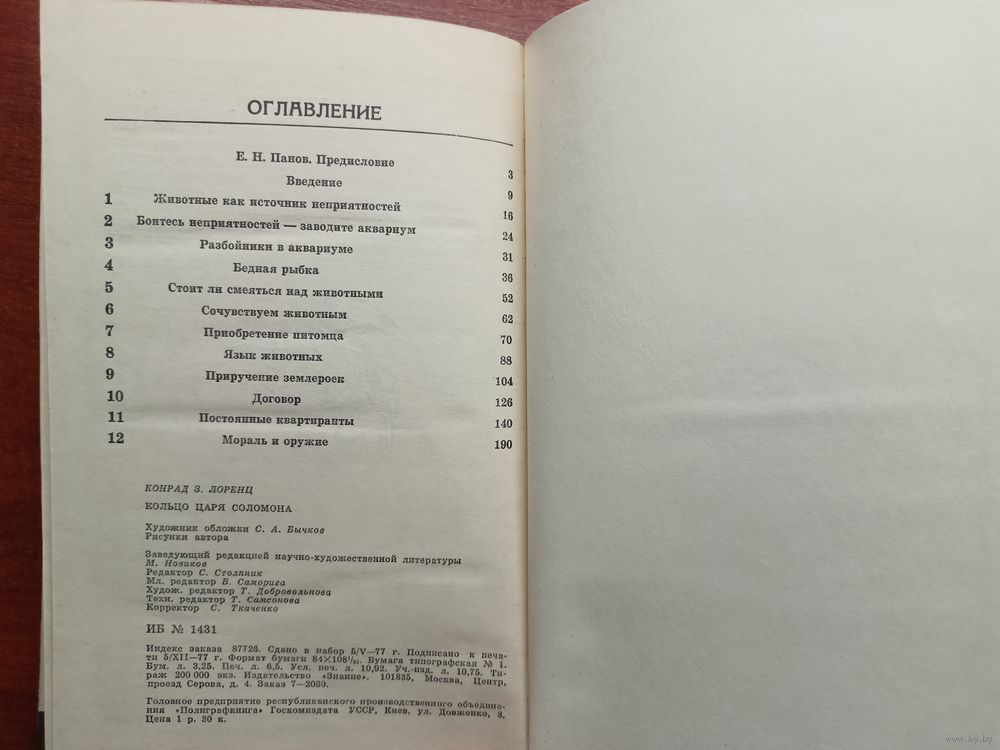 ОГЛАВЛЕНИЕ
Е. Н. Панов. Предисловие 3
Введение 9
1 Животные как источник неприятностей 16
2 Боитесь неприятностей — заводите аквариум 24
3 Разбойники в аквариуме 31
4 Бедная рыбка 36
5 Стоит ли смеяться над животными 52
6 Сочувствуем животным 62
7 Приобретение питомца 70
8 Язык животных 88
9 Приручение землероек 104
10 Договор 126
11 Постоянные квартиранты 140
12 Мораль и оружие 190
КОНРАД З. ЛОРЕНЦ
КОЛЬЦО ЦАРЯ СОЛОМОНА
Художник обложки С. А. Бычков
Рисунки автора
Заведующий редакцией научно-художественной литературы
М. Новиков
Редактор С. Столпник
Мл. редактор В. Саморига
Худож. редактор Т. Добровольнова
Техн. редактор Т. Самсонова
Корректор С. Ткаченко
ИБ № 1431
Индекс заказа 87726. Сдано в набор 5/V—77 г. Подписано к печа-
ти 5/XII—77 г. Формат бумаги 84×108¹/₃₂. Бумага типографская № 1.
Бум. л. 3,25. Печ. л. 6,5. Усл. печ. л. 10,92. Уч.-изд. л. 10,75. Ти-
раж 200 000 экз. Издательство «Знание». 101835, Москва, Центр,
проезд Серова, д. 4. Заказ 7—2080.
Головное предприятие республиканского производственного объедине-
ния «Полиграфкнига» Госкомиздата УССР, Киев, ул. Довженко, 3.
Цена 1 р. 30 к.
www.ay.by